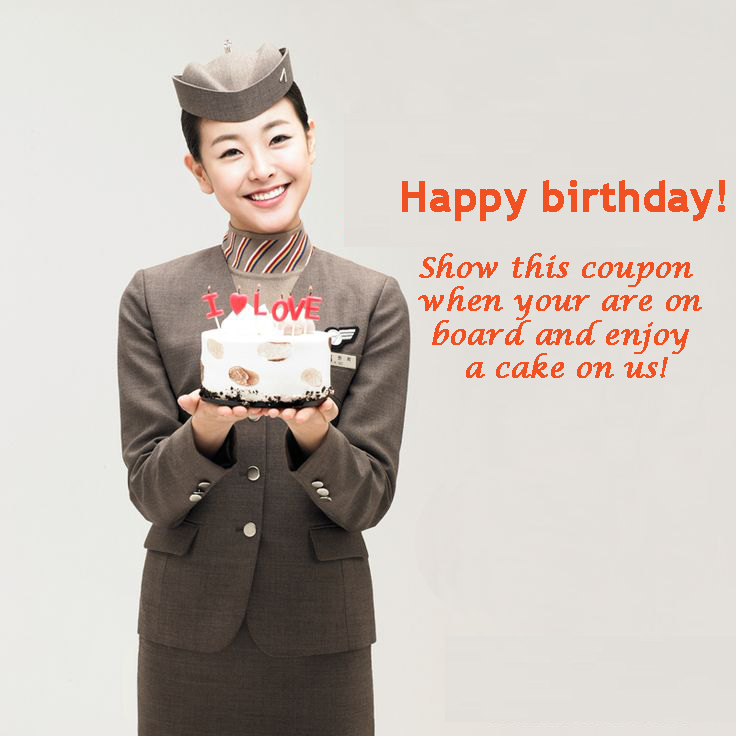 Happy birthday!
I LOVE
Show this coupon
when your are on
board and enjoy
a cake on us!